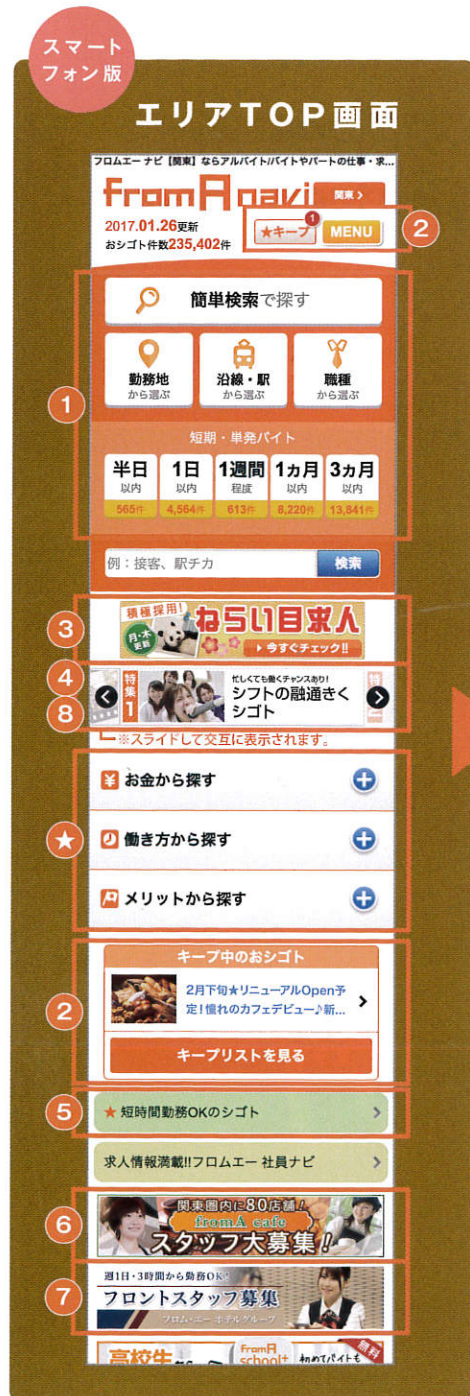 スマート
フォン版
エリアTOP画面
フロムエー ナビ【関東】ならアルバイト/バイトやパートの仕事・求...
fromA navi
関東 >
2017.01.26更新
おシゴト件数235,402件
★キープ
1
MENU
2
1
簡単検索で探す
勤務地
から選ぶ
沿線・駅
から選ぶ
職種
から選ぶ
短期・単発バイト
半日
以内
565件
1日
以内
4,564件
1週間
程度
613件
1ヵ月
以内
8,220件
3ヵ月
以内
13,841件
例：接客、駅チカ
検索
3
積極採用!
月・木
更新
ねらい目求人
今すぐチェック!!
4
8
特集
1
忙しくても働くチャンスあり!
シフトの融通きく
シゴト
※スライドして交互に表示されます。
★
¥ お金から探す
働き方から探す
メリットから探す
2
キープ中のおシゴト
2月下旬★リニューアルOpen予
定!憧れのカフェデビュー♪新...
キープリストを見る
5
★ 短時間勤務OKのシゴト
求人情報満載!!フロムエー 社員ナビ
6
関東圏内に80店舗!
fromA cafe
スタッフ大募集!
7
週1日・3時間から勤務OK!
フロントスタッフ募集
フロム・エー ホテルグループ
高校生
fromA
school+
初めてバイトも
無料